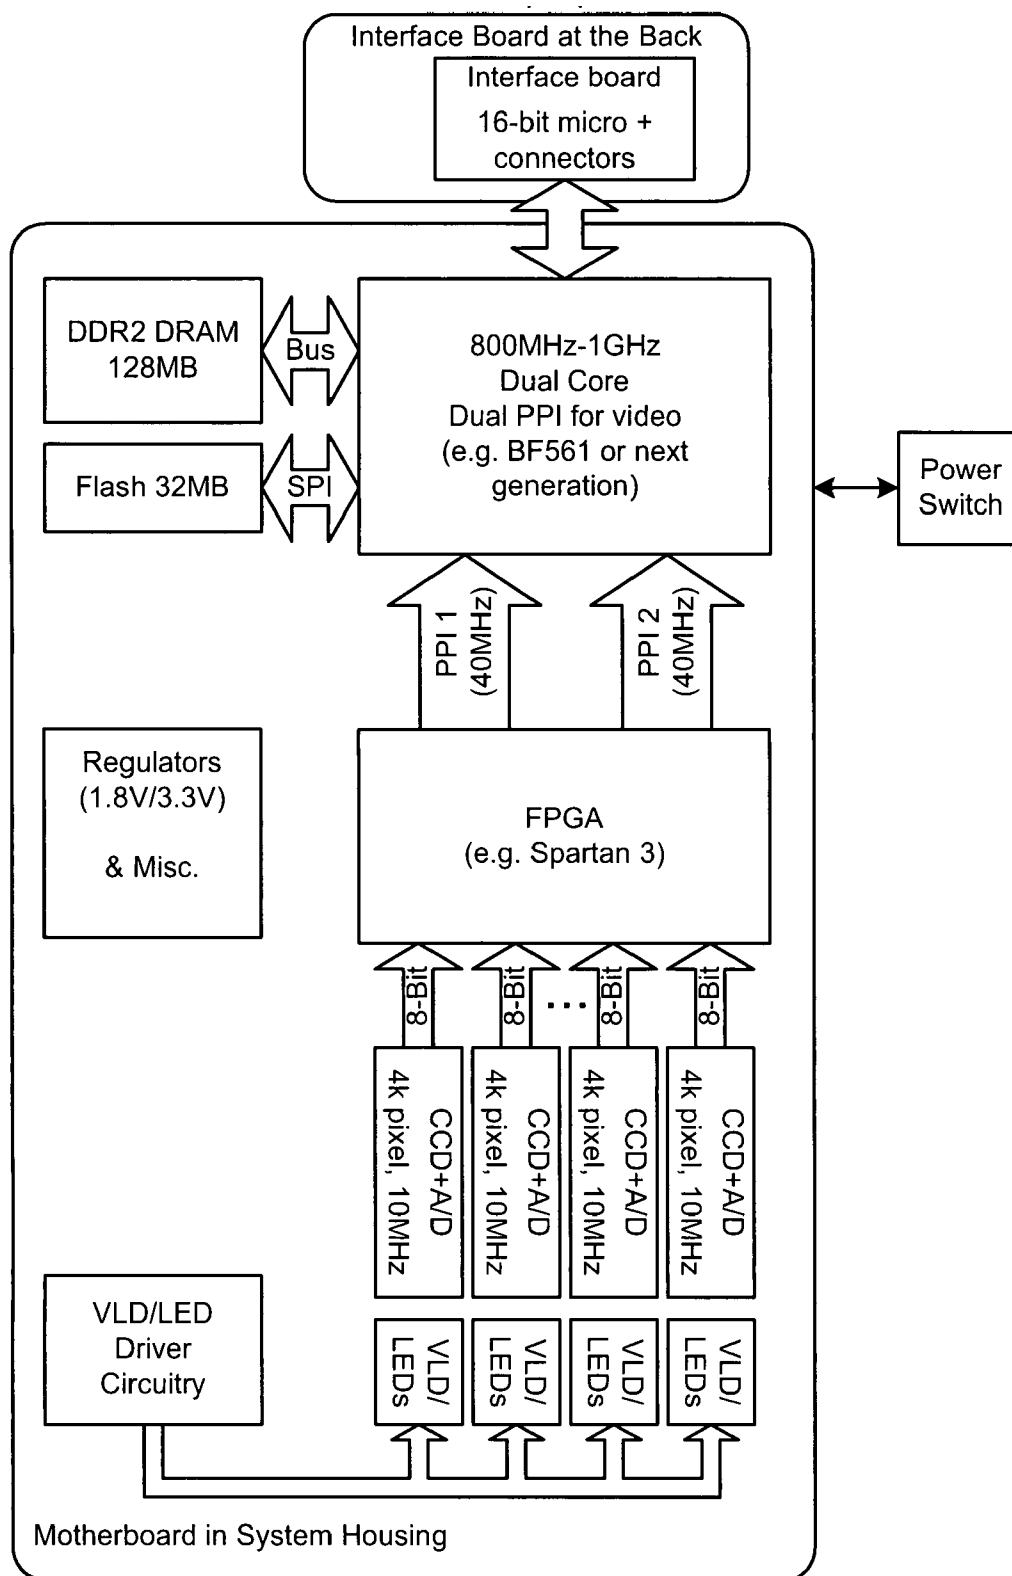 Interface Board at the Back
Interface board
16-bit micro +
connectors
DDR2 DRAM
128MB
Bus
800MHz-1GHz
Dual Core
Dual PPI for video
(e.g. BF561 or next
generation)
Flash 32MB
SPI
Power
Switch
PPI 1
(40MHz)
PPI 2
(40MHz)
Regulators
(1.8V/3.3V)
& Misc.
FPGA
(e.g. Spartan 3)
8-Bit
8-Bit
...
8-Bit
8-Bit
CCD+A/D
4k pixel, 10MHz
CCD+A/D
4k pixel, 10MHz
CCD+A/D
4k pixel, 10MHz
CCD+A/D
4k pixel, 10MHz
VLD/LED
Driver
Circuitry
VLD/
LEDs
VLD/
LEDs
VLD/
LEDs
VLD/
LEDs
Motherboard in System Housing